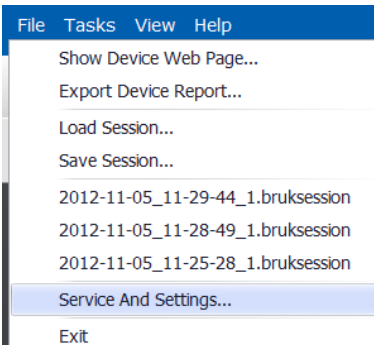 File Tasks View Help
Show Device Web Page...
Export Device Report...
Load Session...
Save Session...
2012-11-05_11-29-44_1.bruksession
2012-11-05_11-28-49_1.bruksession
2012-11-05_11-25-28_1.bruksession
Service And Settings...
Exit